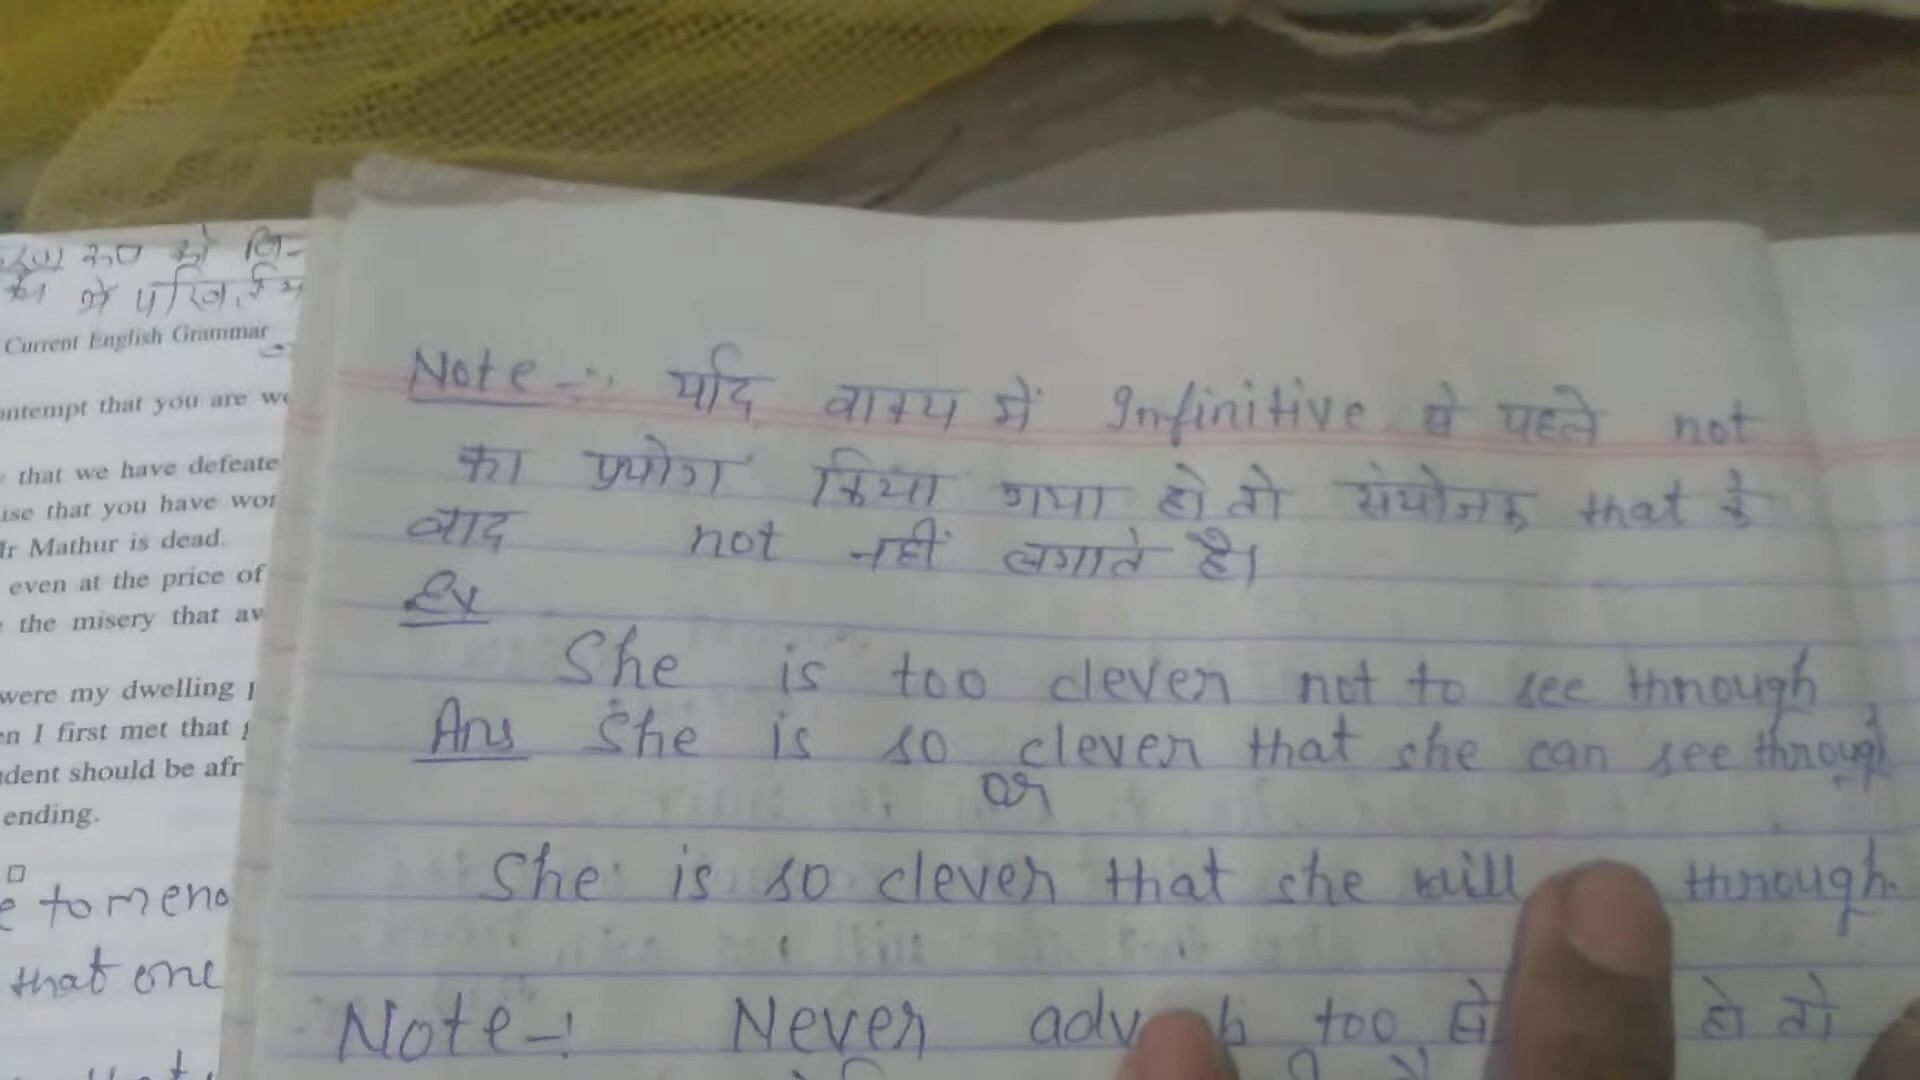 को
Current English Grammar
ontempt that you are we
that we have defeate
ise that you have wor
Mr Mathur is dead.
even at the price of
the misery that aw
were my dwelling p
en I first met that g
dent should be afr
ending.
e to meno
that one
Note -: यदि वाक्य में Infinitive से पहले not
का प्रयोग किया गया हो तो संयोजक that के
बाद not नहीं लगाते है।
Ex
She is too clever not to see through
Ans She is so clever that she can see through
or
She is so clever that she will through.
Note -! Never too से हो तो